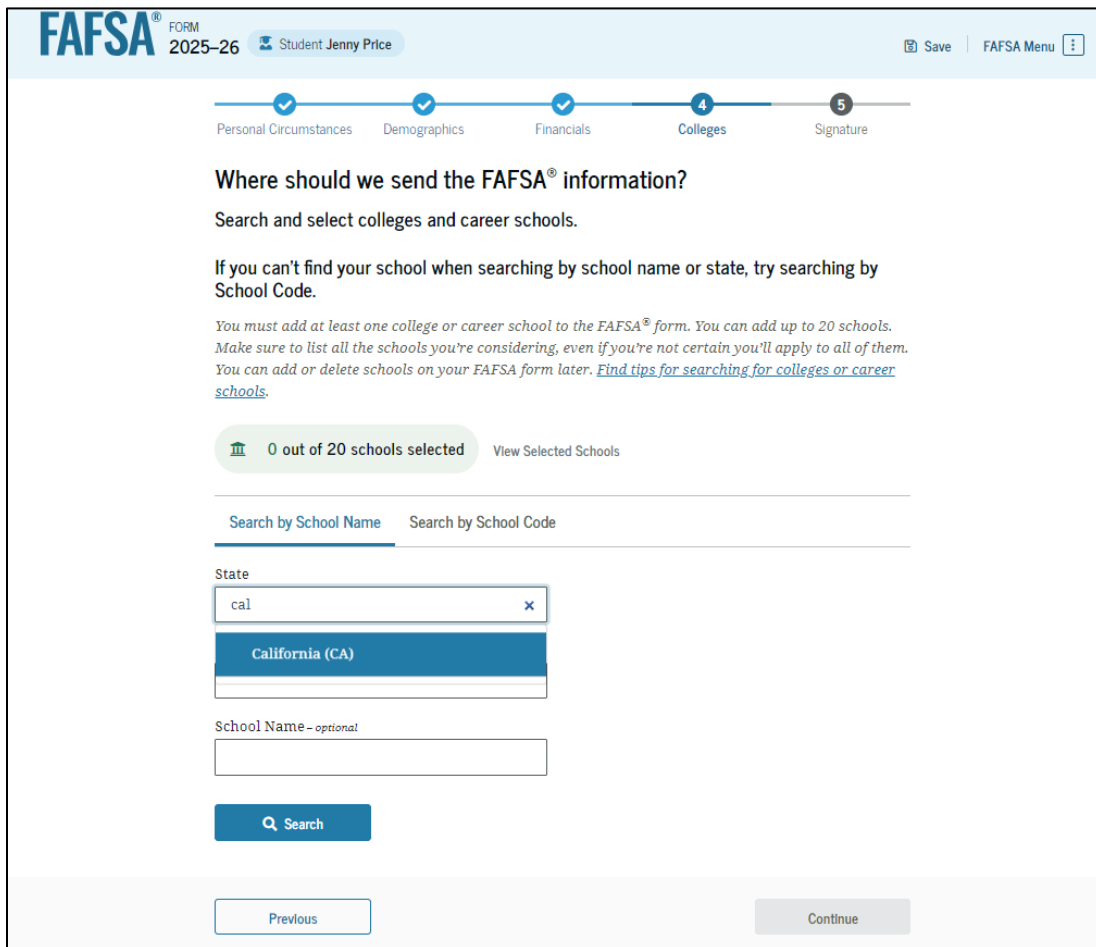 FAFSA® FORM 2025–26 Student Jenny Price Save FAFSA Menu
4 5
Personal Circumstances Demographics Financials Colleges Signature
Where should we send the FAFSA® information?
Search and select colleges and career schools.
If you can't find your school when searching by school name or state, try searching by
School Code.
You must add at least one college or career school to the FAFSA® form. You can add up to 20 schools.
Make sure to list all the schools you're considering, even if you're not certain you'll apply to all of them.
You can add or delete schools on your FAFSA form later. Find tips for searching for colleges or career
schools.
0 out of 20 schools selected View Selected Schools
Search by School Name Search by School Code
State
cal
California (CA)
School Name – optional
Search
Previous Continue